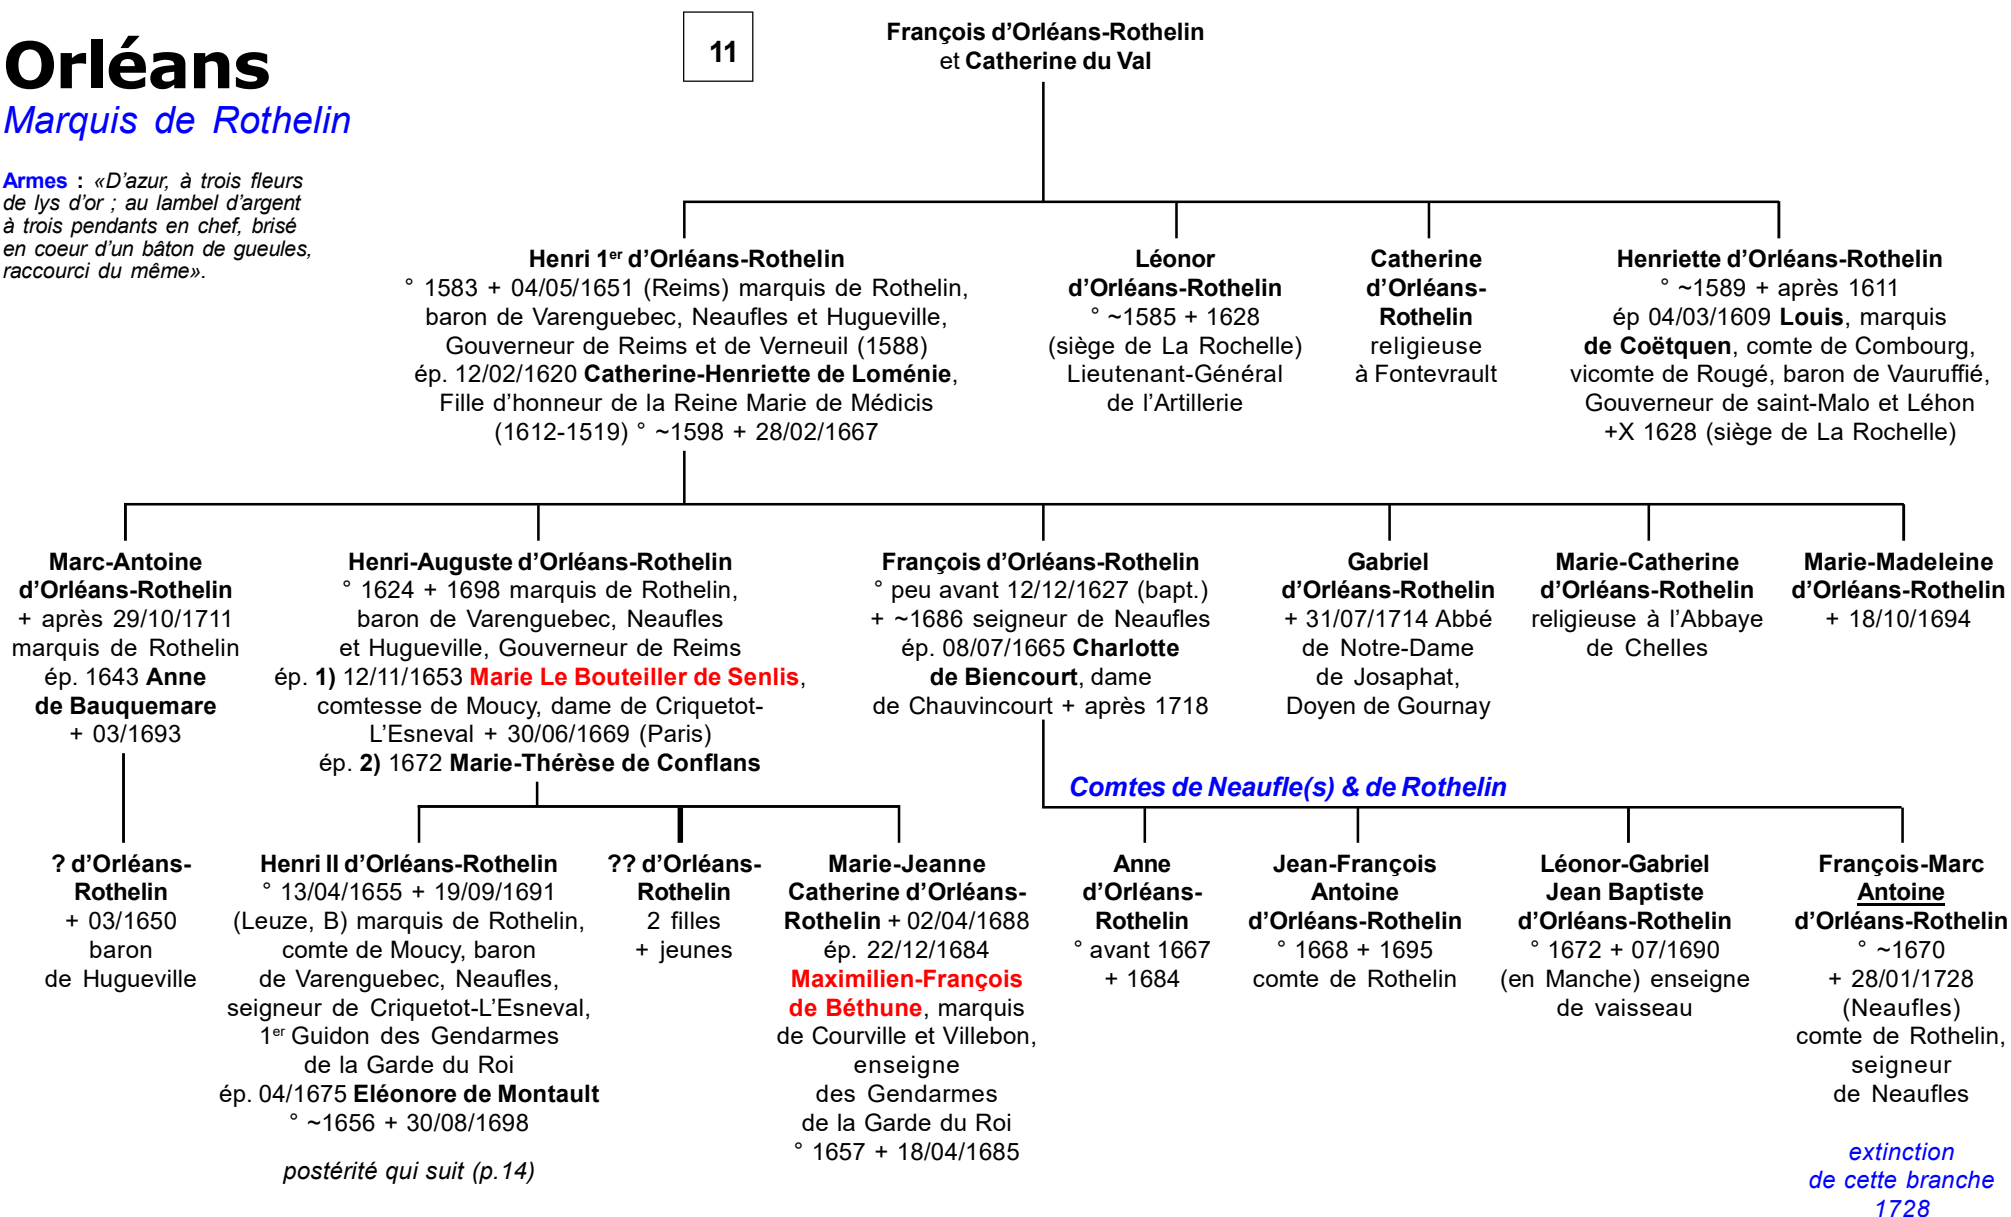 Orléans
Marquis de Rothelin
Armes : «D’azur, à trois fleurs
de lys d’or ; au lambel d’argent
à trois pendants en chef, brisé
en coeur d’un bâton de gueules,
raccourci du même».
11
François d’Orléans-Rothelin
et Catherine du Val
Henri 1er d’Orléans-Rothelin
° 1583 + 04/05/1651 (Reims) marquis de Rothelin,
baron de Varenguebec, Neaufles et Hugueville,
Gouverneur de Reims et de Verneuil (1588)
ép. 12/02/1620 Catherine-Henriette de Loménie,
Fille d’honneur de la Reine Marie de Médicis
(1612-1519) ° ~1598 + 28/02/1667
Léonor
d’Orléans-Rothelin
° ~1585 + 1628
(siège de La Rochelle)
Lieutenant-Général
de l’Artillerie
Catherine
d’Orléans-
Rothelin
religieuse
à Fontevrault
Henriette d’Orléans-Rothelin
° ~1589 + après 1611
ép 04/03/1609 Louis, marquis
de Coëtquen, comte de Combourg,
vicomte de Rougé, baron de Vauruffié,
Gouverneur de saint-Malo et Léhon
+X 1628 (siège de La Rochelle)
Marc-Antoine
d’Orléans-Rothelin
+ après 29/10/1711
marquis de Rothelin
ép. 1643 Anne
de Bauquemare
+ 03/1693
Henri-Auguste d’Orléans-Rothelin
° 1624 + 1698 marquis de Rothelin,
baron de Varenguebec, Neaufles
et Hugueville, Gouverneur de Reims
ép. 1) 12/11/1653 Marie Le Bouteiller de Senlis,
comtesse de Moucy, dame de Criquetot-
L’Esneval + 30/06/1669 (Paris)
ép. 2) 1672 Marie-Thérèse de Conflans
François d’Orléans-Rothelin
° peu avant 12/12/1627 (bapt.)
+ ~1686 seigneur de Neaufles
ép. 08/07/1665 Charlotte
de Biencourt, dame
de Chauvincourt + après 1718
Gabriel
d’Orléans-Rothelin
+ 31/07/1714 Abbé
de Notre-Dame
de Josaphat,
Doyen de Gournay
Marie-Catherine
d’Orléans-Rothelin
religieuse à l’Abbaye
de Chelles
Marie-Madeleine
d’Orléans-Rothelin
+ 18/10/1694
Comtes de Neaufle(s) & de Rothelin
? d’Orléans-
Rothelin
+ 03/1650
baron
de Hugueville
Henri II d’Orléans-Rothelin
° 13/04/1655 + 19/09/1691
(Leuze, B) marquis de Rothelin,
comte de Moucy, baron
de Varenguebec, Neaufles,
seigneur de Criquetot-L’Esneval,
1er Guidon des Gendarmes
de la Garde du Roi
ép. 04/1675 Eléonore de Montault
° ~1656 + 30/08/1698
postérité qui suit (p.14)
?? d’Orléans-
Rothelin
2 filles
+ jeunes
Marie-Jeanne
Catherine d’Orléans-
Rothelin + 02/04/1688
ép. 22/12/1684
Maximilien-François
de Béthune, marquis
de Courville et Villebon,
enseigne
des Gendarmes
de la Garde du Roi
° 1657 + 18/04/1685
Anne
d’Orléans-
Rothelin
° avant 1667
+ 1684
Jean-François
Antoine
d’Orléans-Rothelin
° 1668 + 1695
comte de Rothelin
Léonor-Gabriel
Jean Baptiste
d’Orléans-Rothelin
° 1672 + 07/1690
(en Manche) enseigne
de vaisseau
François-Marc
Antoine
d’Orléans-Rothelin
° ~1670
+ 28/01/1728
(Neaufles)
comte de Rothelin,
seigneur
de Neaufles
extinction
de cette branche
1728